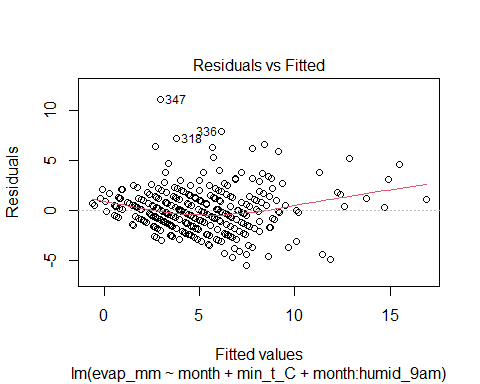 Residuals vs Fitted
Residuals
10
5
0
-5
347
336
318
0
5
10
15
Fitted values
lm(evap_mm ~ month + min_t_C + month:humid_9am)